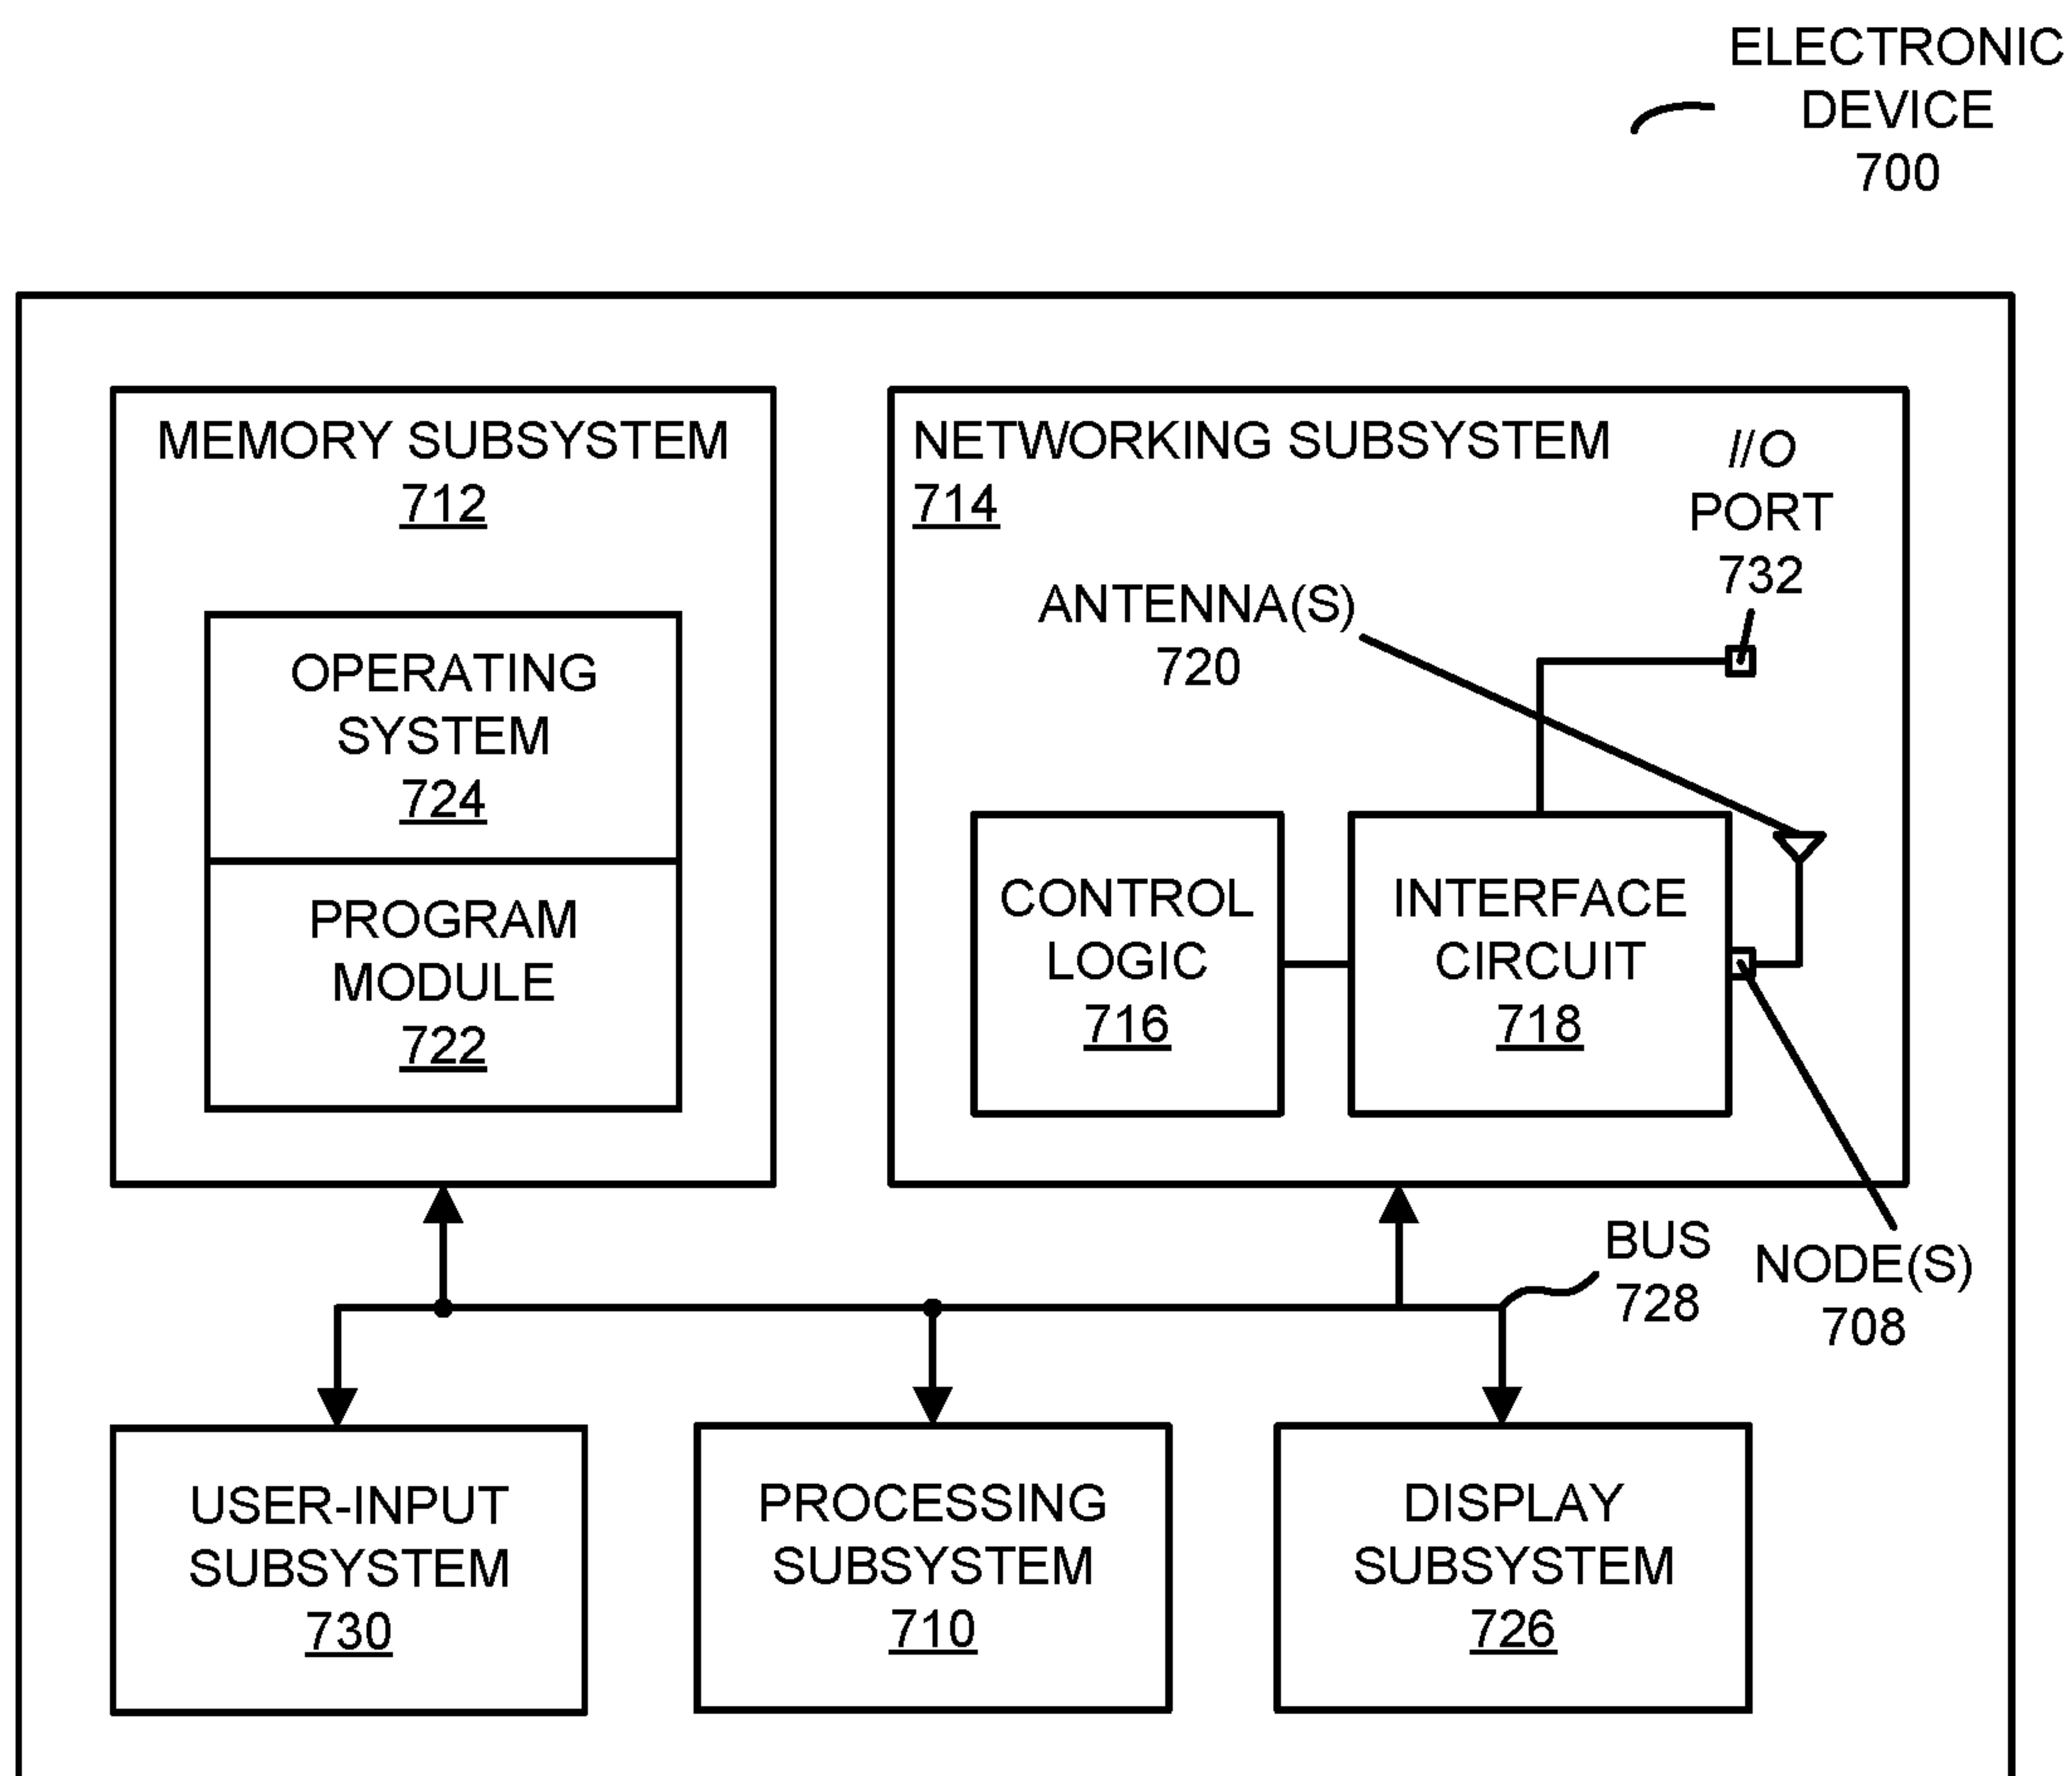 ELECTRONIC
DEVICE
700
MEMORY SUBSYSTEM
712
OPERATING
SYSTEM
724
PROGRAM
MODULE
722
NETWORKING SUBSYSTEM
714
I/O
PORT
732
ANTENNA(S)
720
CONTROL
LOGIC
716
INTERFACE
CIRCUIT
718
BUS
728
NODE(S)
708
USER-INPUT
SUBSYSTEM
730
PROCESSING
SUBSYSTEM
710
DISPLAY
SUBSYSTEM
726